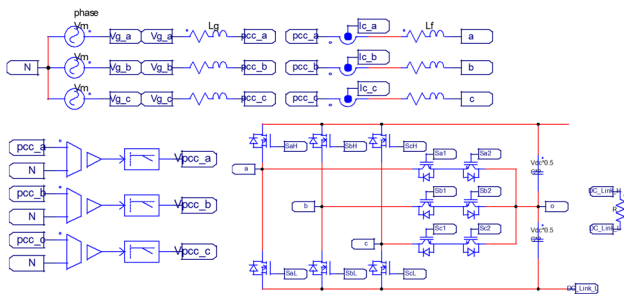 phase
Vm
Vg_a
Vg_a
Lg
pcc_a
pcc_a
Ic_a
Lf
a
N
Vm
Vg_b
Vg_b
pcc_b
pcc_b
Ic_b
b
Vm
Vg_c
Vg_c
pcc_c
pcc_c
Ic_c
c
pcc_a
N
Vpcc_a
pcc_b
N
Vpcc_b
pcc_c
N
Vpcc_c
SaH
SbH
ScH
Sa1
Sa2
a
Vdc*0.5
Sb1
Sb2
b
o
Sc1
Sc2
c
Vdc*0.5
SaL
SbL
ScL
DC_Link_H
R
DC_Link_L
DC_Link_L